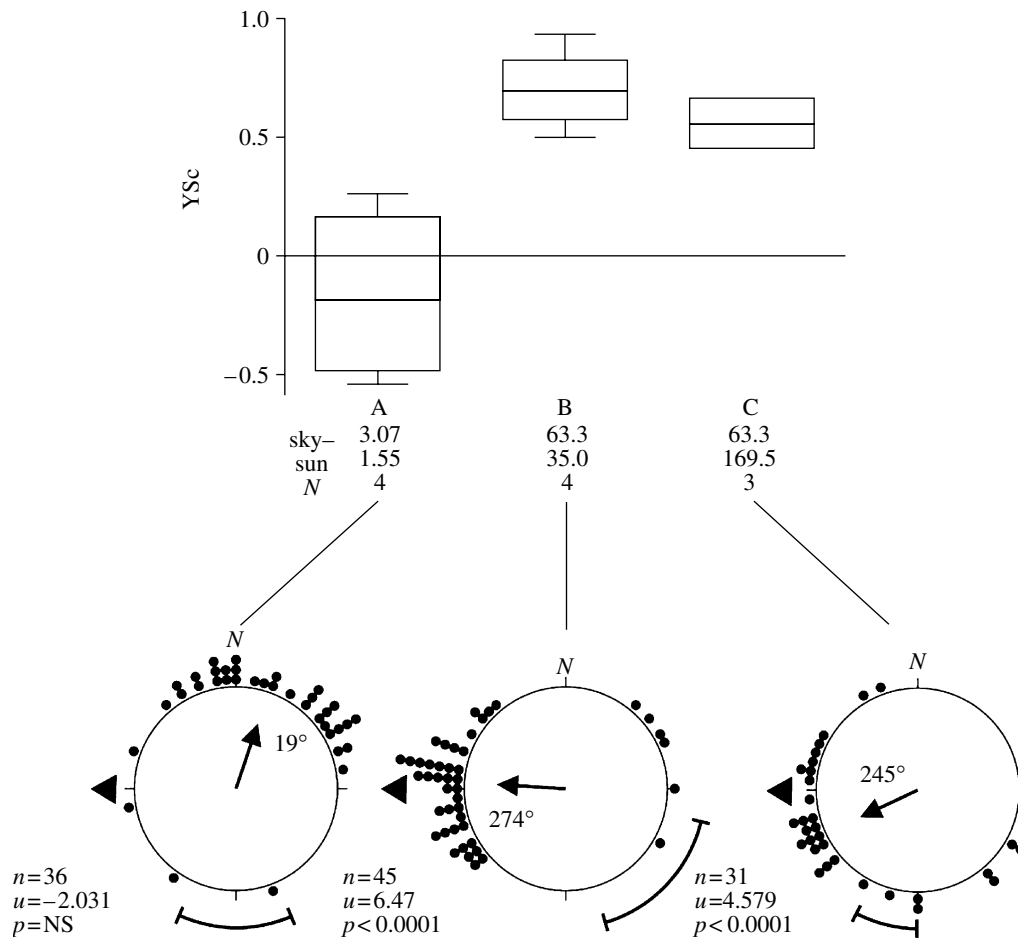 1.0
0.5
0
−0.5
YSc
A B C
sky– 3.07 63.3 63.3
sun 1.55 35.0 169.5
N 4 4 3
N N N
19° 274° 245°
n=36 n=45 n=31
u=−2.031 u=6.47 u=4.579
p=NS p<0.0001 p<0.0001